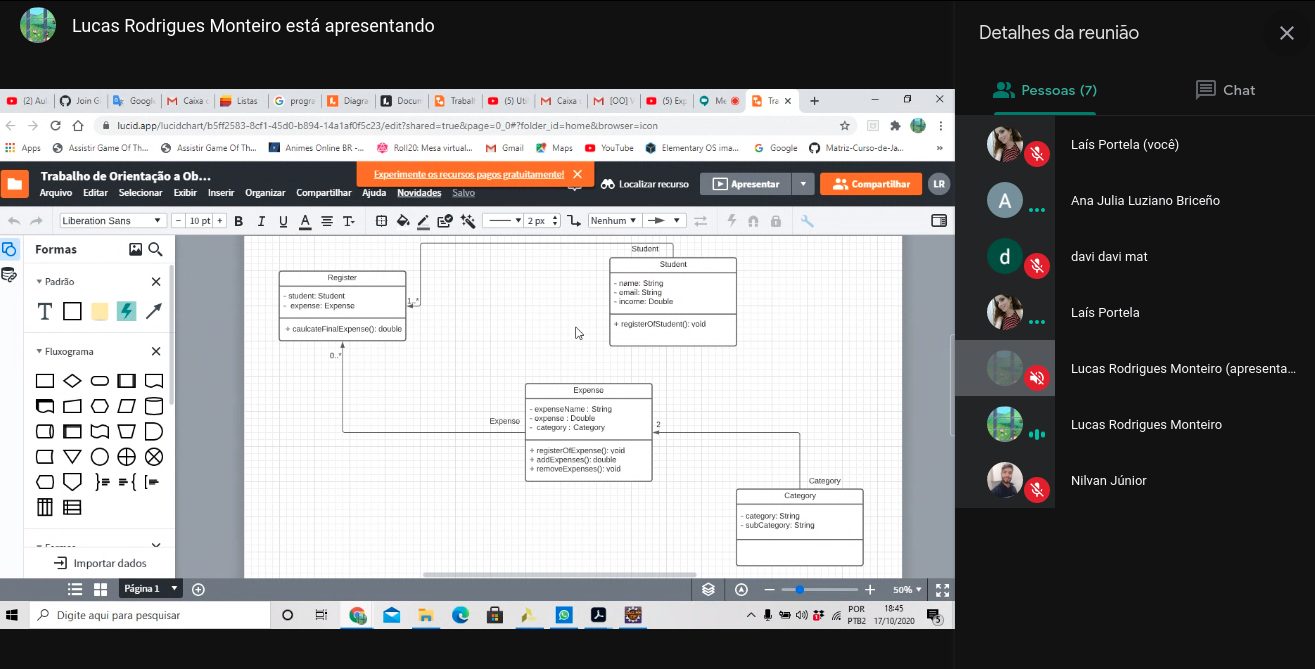 Lucas Rodrigues Monteiro está apresentando
(2) Aul
Join Gi
Google
Caixa d
Listas
progra
Diagra
Docum
Trabalh
(5) Uti
Caixa
[OO] V
(5) Exp
Me
Tra
lucid.app/lucidchart/b5ff2583-8cf1-45d0-b894-14a1af0f5c23/edit?shared=true&page=0_0#?folder_id=home&browser=icon
Apps
Assistir Game Of Th...
Assistir Game Of Th...
Animes Online BR -...
Roll20: Mesa virtual...
Gmail
Maps
YouTube
Elementary OS ima...
Google
Matriz-Curso-de-Ja...
»
Trabalho de Orientação a Ob...
Experimente os recursos pagos gratuitamente!
Arquivo Editar Selecionar Exibir Inserir Organizar Compartilhar Ajuda Novidades Salvo
Localizar recurso
Apresentar
Compartilhar
LR
Liberation Sans
- 10 pt +
B I U A T
2 px
Nenhum
Formas
Padrão
T
Fluxograma
Formas
Importar dados
Student
Register
- student: Student
- expense: Expense
+ caulcateFinalExpense(): double
1..*
0..*
Student
- name: String
- email: String
- income: Double
+ registerOfStudent(): void
Expense
Expense
- expenseName : String
- expense : Double
- category : Category
+ registerOfExpense(): void
+ addExpenses(): double
+ removeExpenses(): void
2
Category
Category
- category: String
- subCategory: String
Página 1
50%
Digite aqui para pesquisar
POR
PTB2
18:45
17/10/2020
5
Detalhes da reunião
Pessoas (7)
Chat
Laís Portela (você)
A
Ana Julia Luziano Briceño
d
davi davi mat
Laís Portela
Lucas Rodrigues Monteiro (apresenta...
Lucas Rodrigues Monteiro
Nilvan Júnior